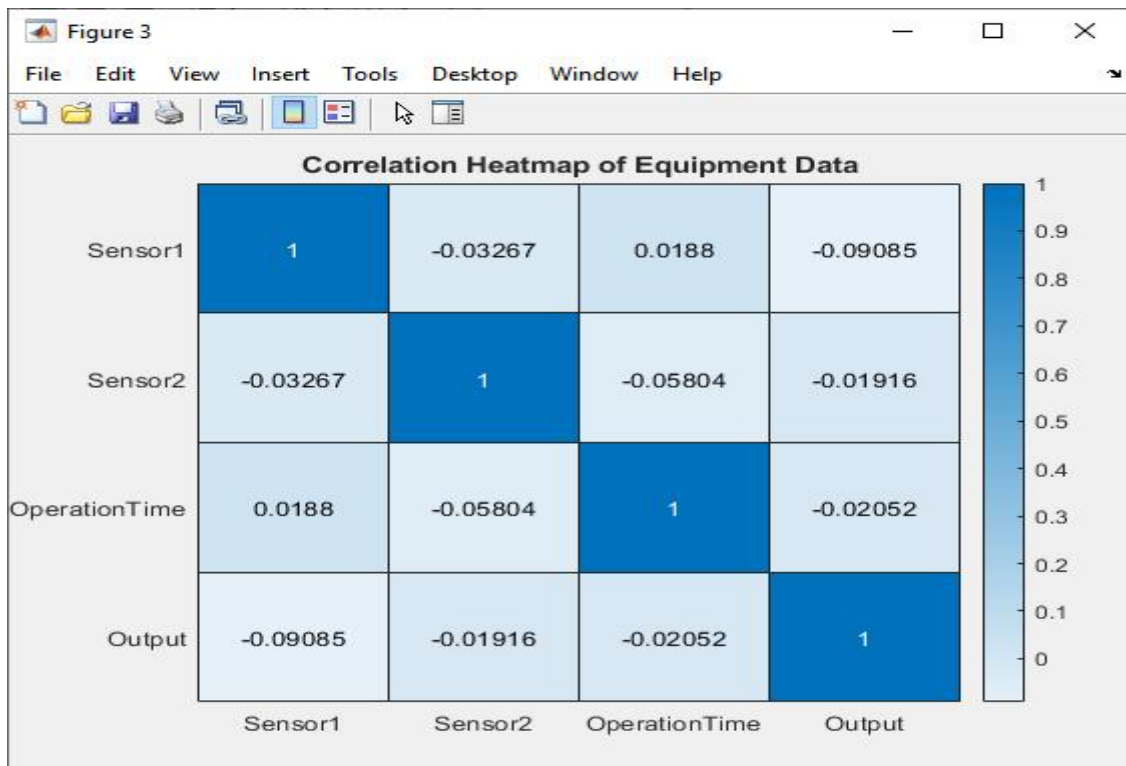 Figure 3
File Edit View Insert Tools Desktop Window Help
Correlation Heatmap of Equipment Data
Sensor1 1 -0.03267 0.0188 -0.09085
Sensor2 -0.03267 1 -0.05804 -0.01916
OperationTime 0.0188 -0.05804 1 -0.02052
Output -0.09085 -0.01916 -0.02052 1
Sensor1 Sensor2 OperationTime Output
1
0.9
0.8
0.7
0.6
0.5
0.4
0.3
0.2
0.1
0